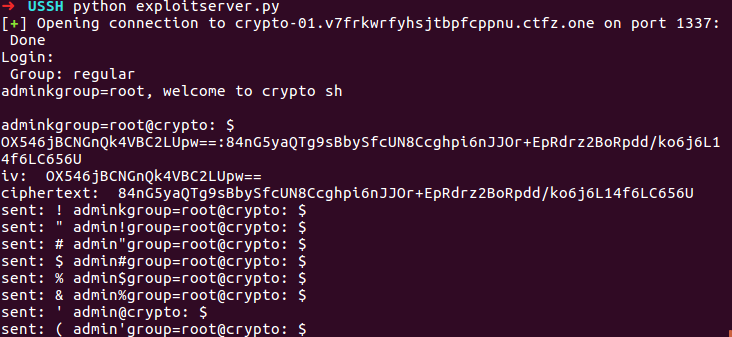 → USSH python exploitserver.py
[+] Opening connection to crypto-01.v7frkwrfyhsjtbpfcppnu.ctfz.one on port 1337:
 Done
Login:
 Group: regular
adminkgroup=root, welcome to crypto sh
adminkgroup=root@crypto: $
OX546jBCNGnQk4VBC2LUpw==:84nG5yaQTg9sBbySfcUN8Ccghpi6nJJOr+EpRdrz2BoRpdd/ko6j6L1
4f6LC656U
iv:  OX546jBCNGnQk4VBC2LUpw==
ciphertext:  84nG5yaQTg9sBbySfcUN8Ccghpi6nJJOr+EpRdrz2BoRpdd/ko6j6L14f6LC656U
sent: ! adminkgroup=root@crypto: $
sent: " admin!group=root@crypto: $
sent: # admin"group=root@crypto: $
sent: $ admin#group=root@crypto: $
sent: % admin$group=root@crypto: $
sent: & admin%group=root@crypto: $
sent: ' admin@crypto: $
sent: ( admin'group=root@crypto: $